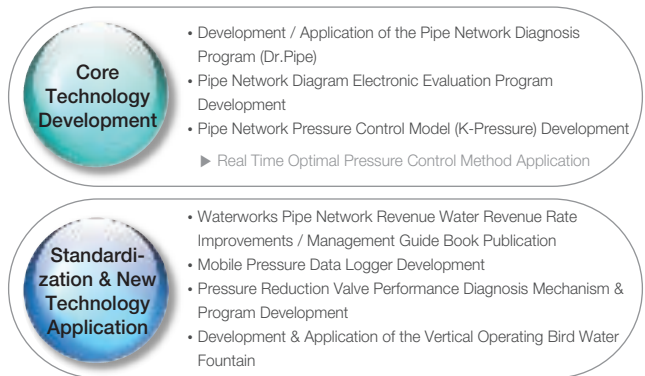 Core
Technology
Development
• Development / Application of the Pipe Network Diagnosis
Program (Dr.Pipe)
• Pipe Network Diagram Electronic Evaluation Program
Development
• Pipe Network Pressure Control Model (K-Pressure) Development
▶ Real Time Optimal Pressure Control Method Application
Standardi-
zation & New
Technology
Application
• Waterworks Pipe Network Revenue Water Revenue Rate
Improvements / Management Guide Book Publication
• Mobile Pressure Data Logger Development
• Pressure Reduction Valve Performance Diagnosis Mechanism &
Program Development
• Development & Application of the Vertical Operating Bird Water
Fountain